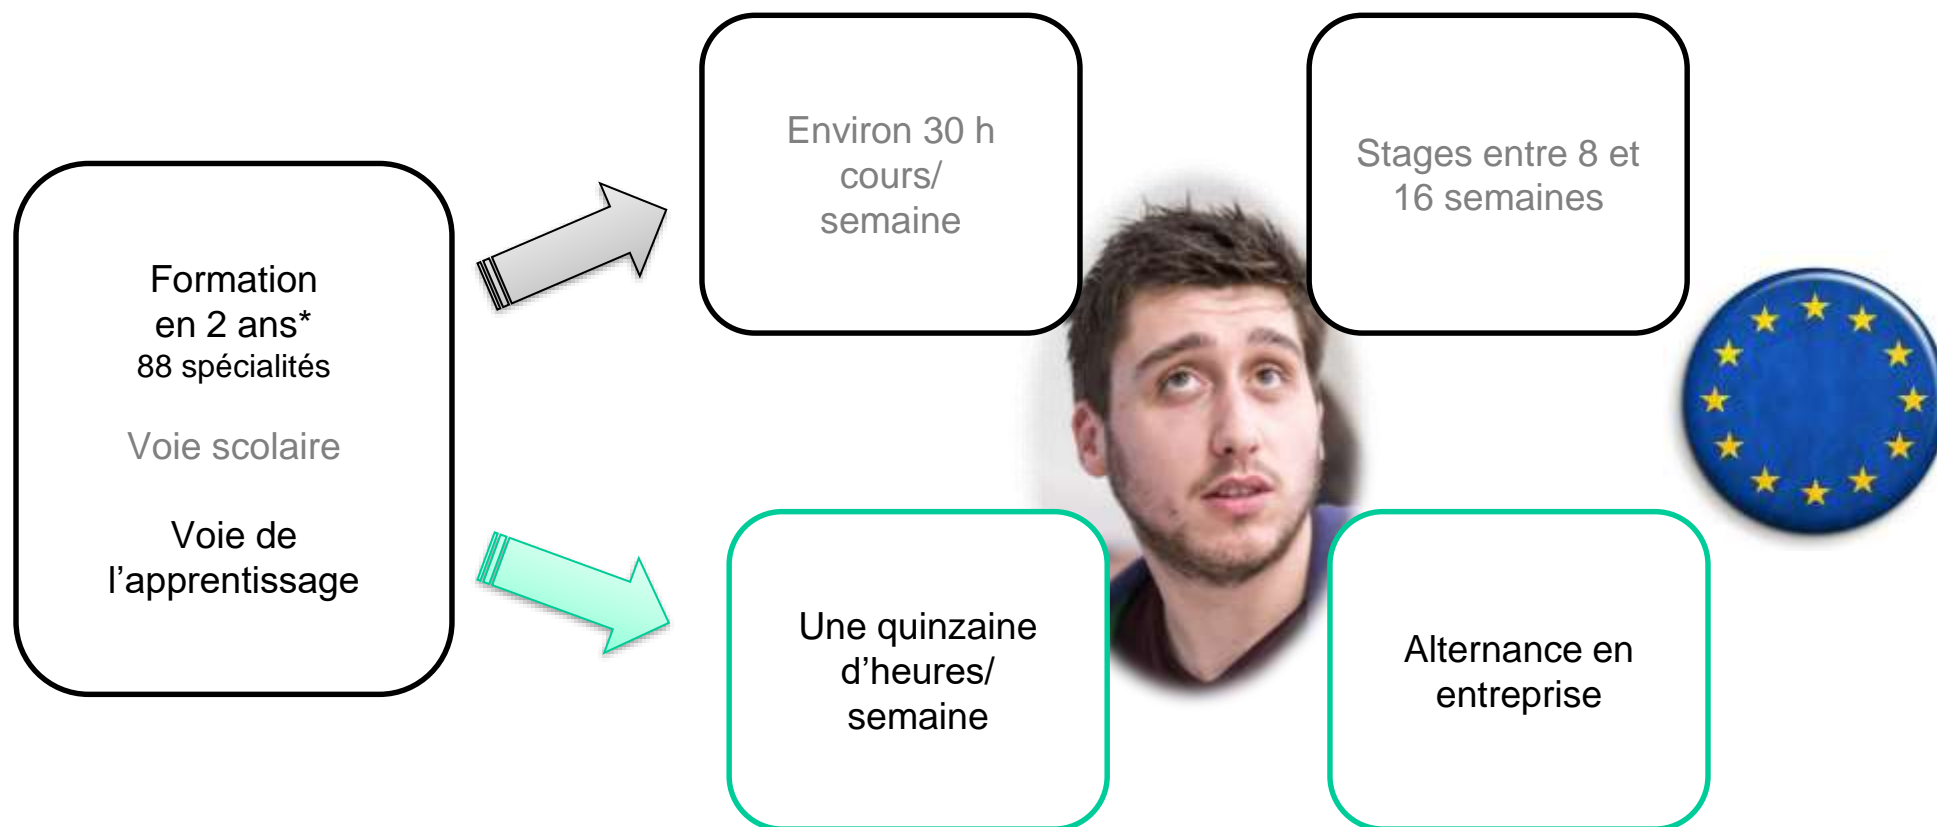 Formation
en 2 ans*
88 spécialités
Voie scolaire
Voie de
l’apprentissage
Environ 30 h
cours/
semaine
Stages entre 8 et
16 semaines
Une quinzaine
d’heures/
semaine
Alternance en
entreprise